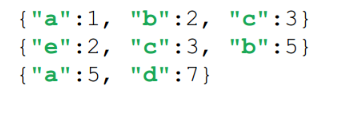 {"a":1, "b":2, "c":3}
{"e":2, "c":3, "b":5}
{"a":5, "d":7}